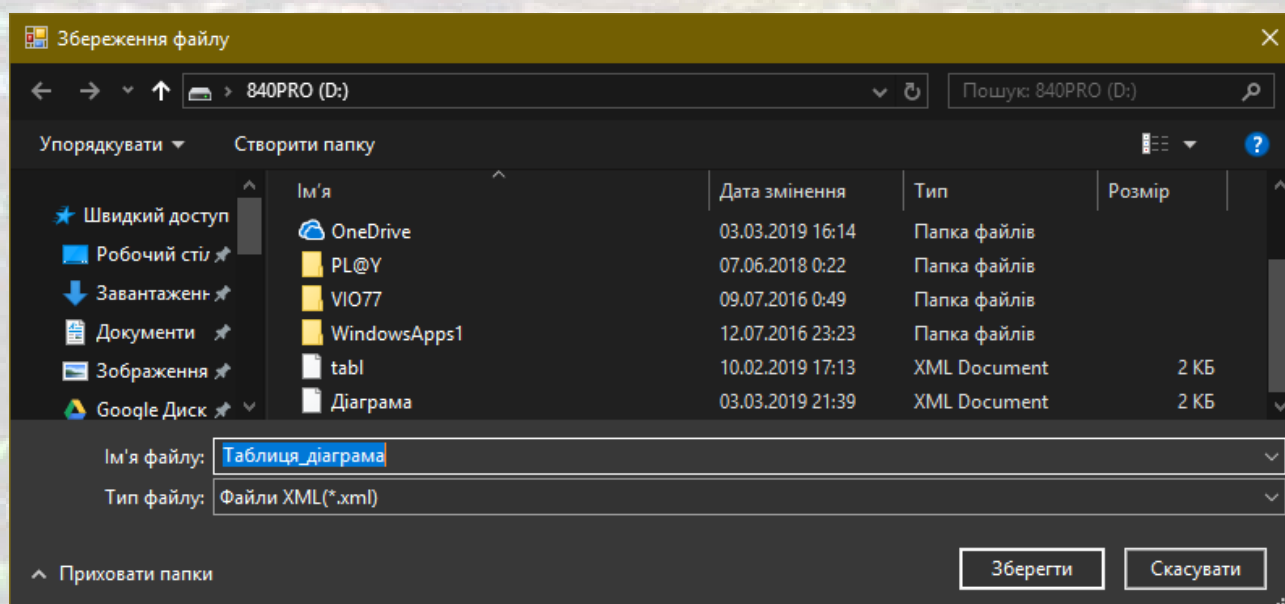 Збереження файлу
840PRO (D:)
Пошук: 840PRO (D:)
Упорядкувати
Створити папку
Ім'я
Дата змінення
Тип
Розмір
Швидкий доступ
OneDrive 03.03.2019 16:14 Папка файлів
Робочий стіл
PL@Y 07.06.2018 0:22 Папка файлів
Завантажен
VIO77 09.07.2016 0:49 Папка файлів
Документи
WindowsApps1 12.07.2016 23:23 Папка файлів
Зображення
tabl 10.02.2019 17:13 XML Document 2 КБ
Google Диск
Діаграма 03.03.2019 21:39 XML Document 2 КБ
Ім'я файлу: Таблиця_діаграма
Тип файлу: Файли XML(*.xml)
Приховати папки
Зберегти
Скасувати